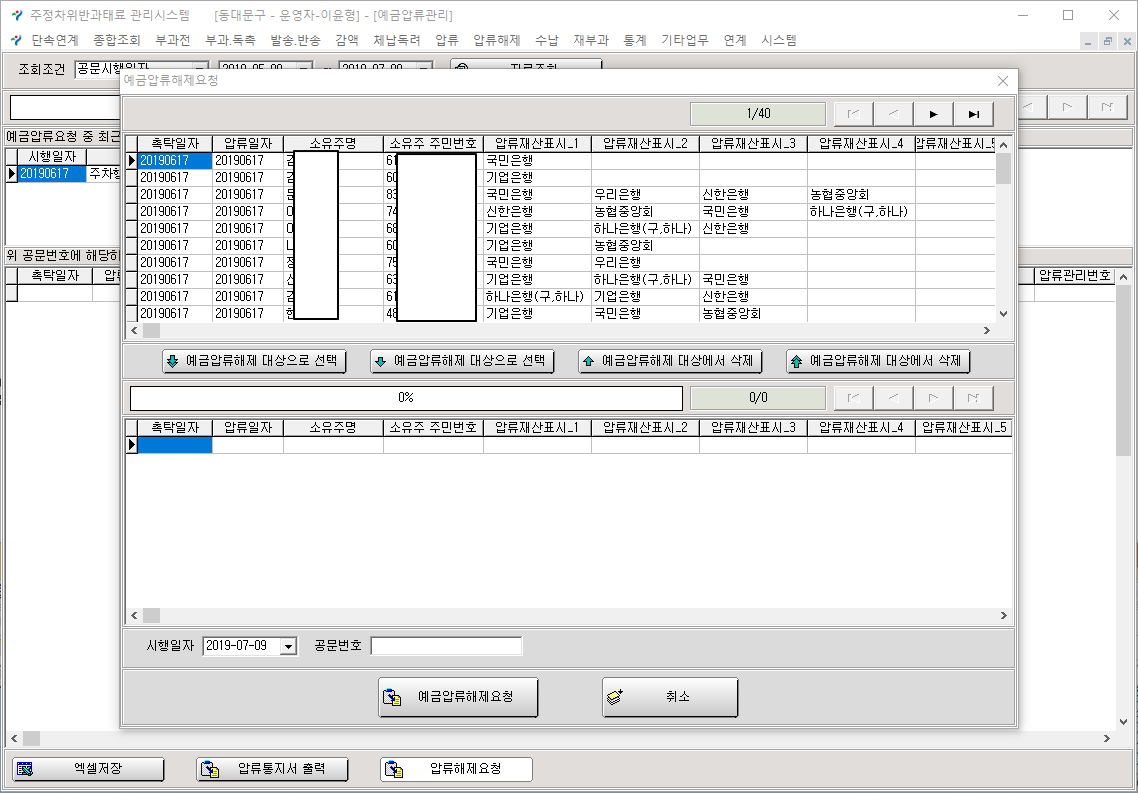 주정차위반과태료 관리시스템 [동대문구 - 운영자-이윤형] - [예금압류관리]
단속연계 종합조회 부과전 부과.독촉 발송.반송 감액 체납독려 압류 압류해제 수납 재부과 통계 기타업무 연계 시스템
조회조건 공문시행일자
예금압류해제요청
1/40
예금압류요청 중 최근
시행일자
20190617 주차행
위 공문번호에 해당하
촉탁일자 압류
압류관리번호
촉탁일자 압류일자 소유주명 소유주 주민번호 압류재산표시_1 압류재산표시_2 압류재산표시_3 압류재산표시_4 압류재산표시_5
20190617 20190617 61 국민은행
20190617 20190617 60 기업은행
20190617 20190617 83 국민은행 우리은행 신한은행 농협중앙회
20190617 20190617 74 신한은행 농협중앙회 국민은행 하나은행(구,하나)
20190617 20190617 68 기업은행 하나은행(구,하나) 신한은행
20190617 20190617 60 기업은행 농협중앙회
20190617 20190617 75 국민은행 우리은행
20190617 20190617 63 기업은행 하나은행(구,하나) 국민은행
20190617 20190617 61 하나은행(구,하나) 기업은행 신한은행
20190617 20190617 48 기업은행 국민은행 농협중앙회
예금압류해제 대상으로 선택 예금압류해제 대상으로 선택 예금압류해제 대상에서 삭제 예금압류해제 대상에서 삭제
0% 0/0
촉탁일자 압류일자 소유주명 소유주 주민번호 압류재산표시_1 압류재산표시_2 압류재산표시_3 압류재산표시_4 압류재산표시_5
시행일자 2019-07-09 공문번호
예금압류해제요청 취소
엑셀저장 압류통지서 출력 압류해제요청